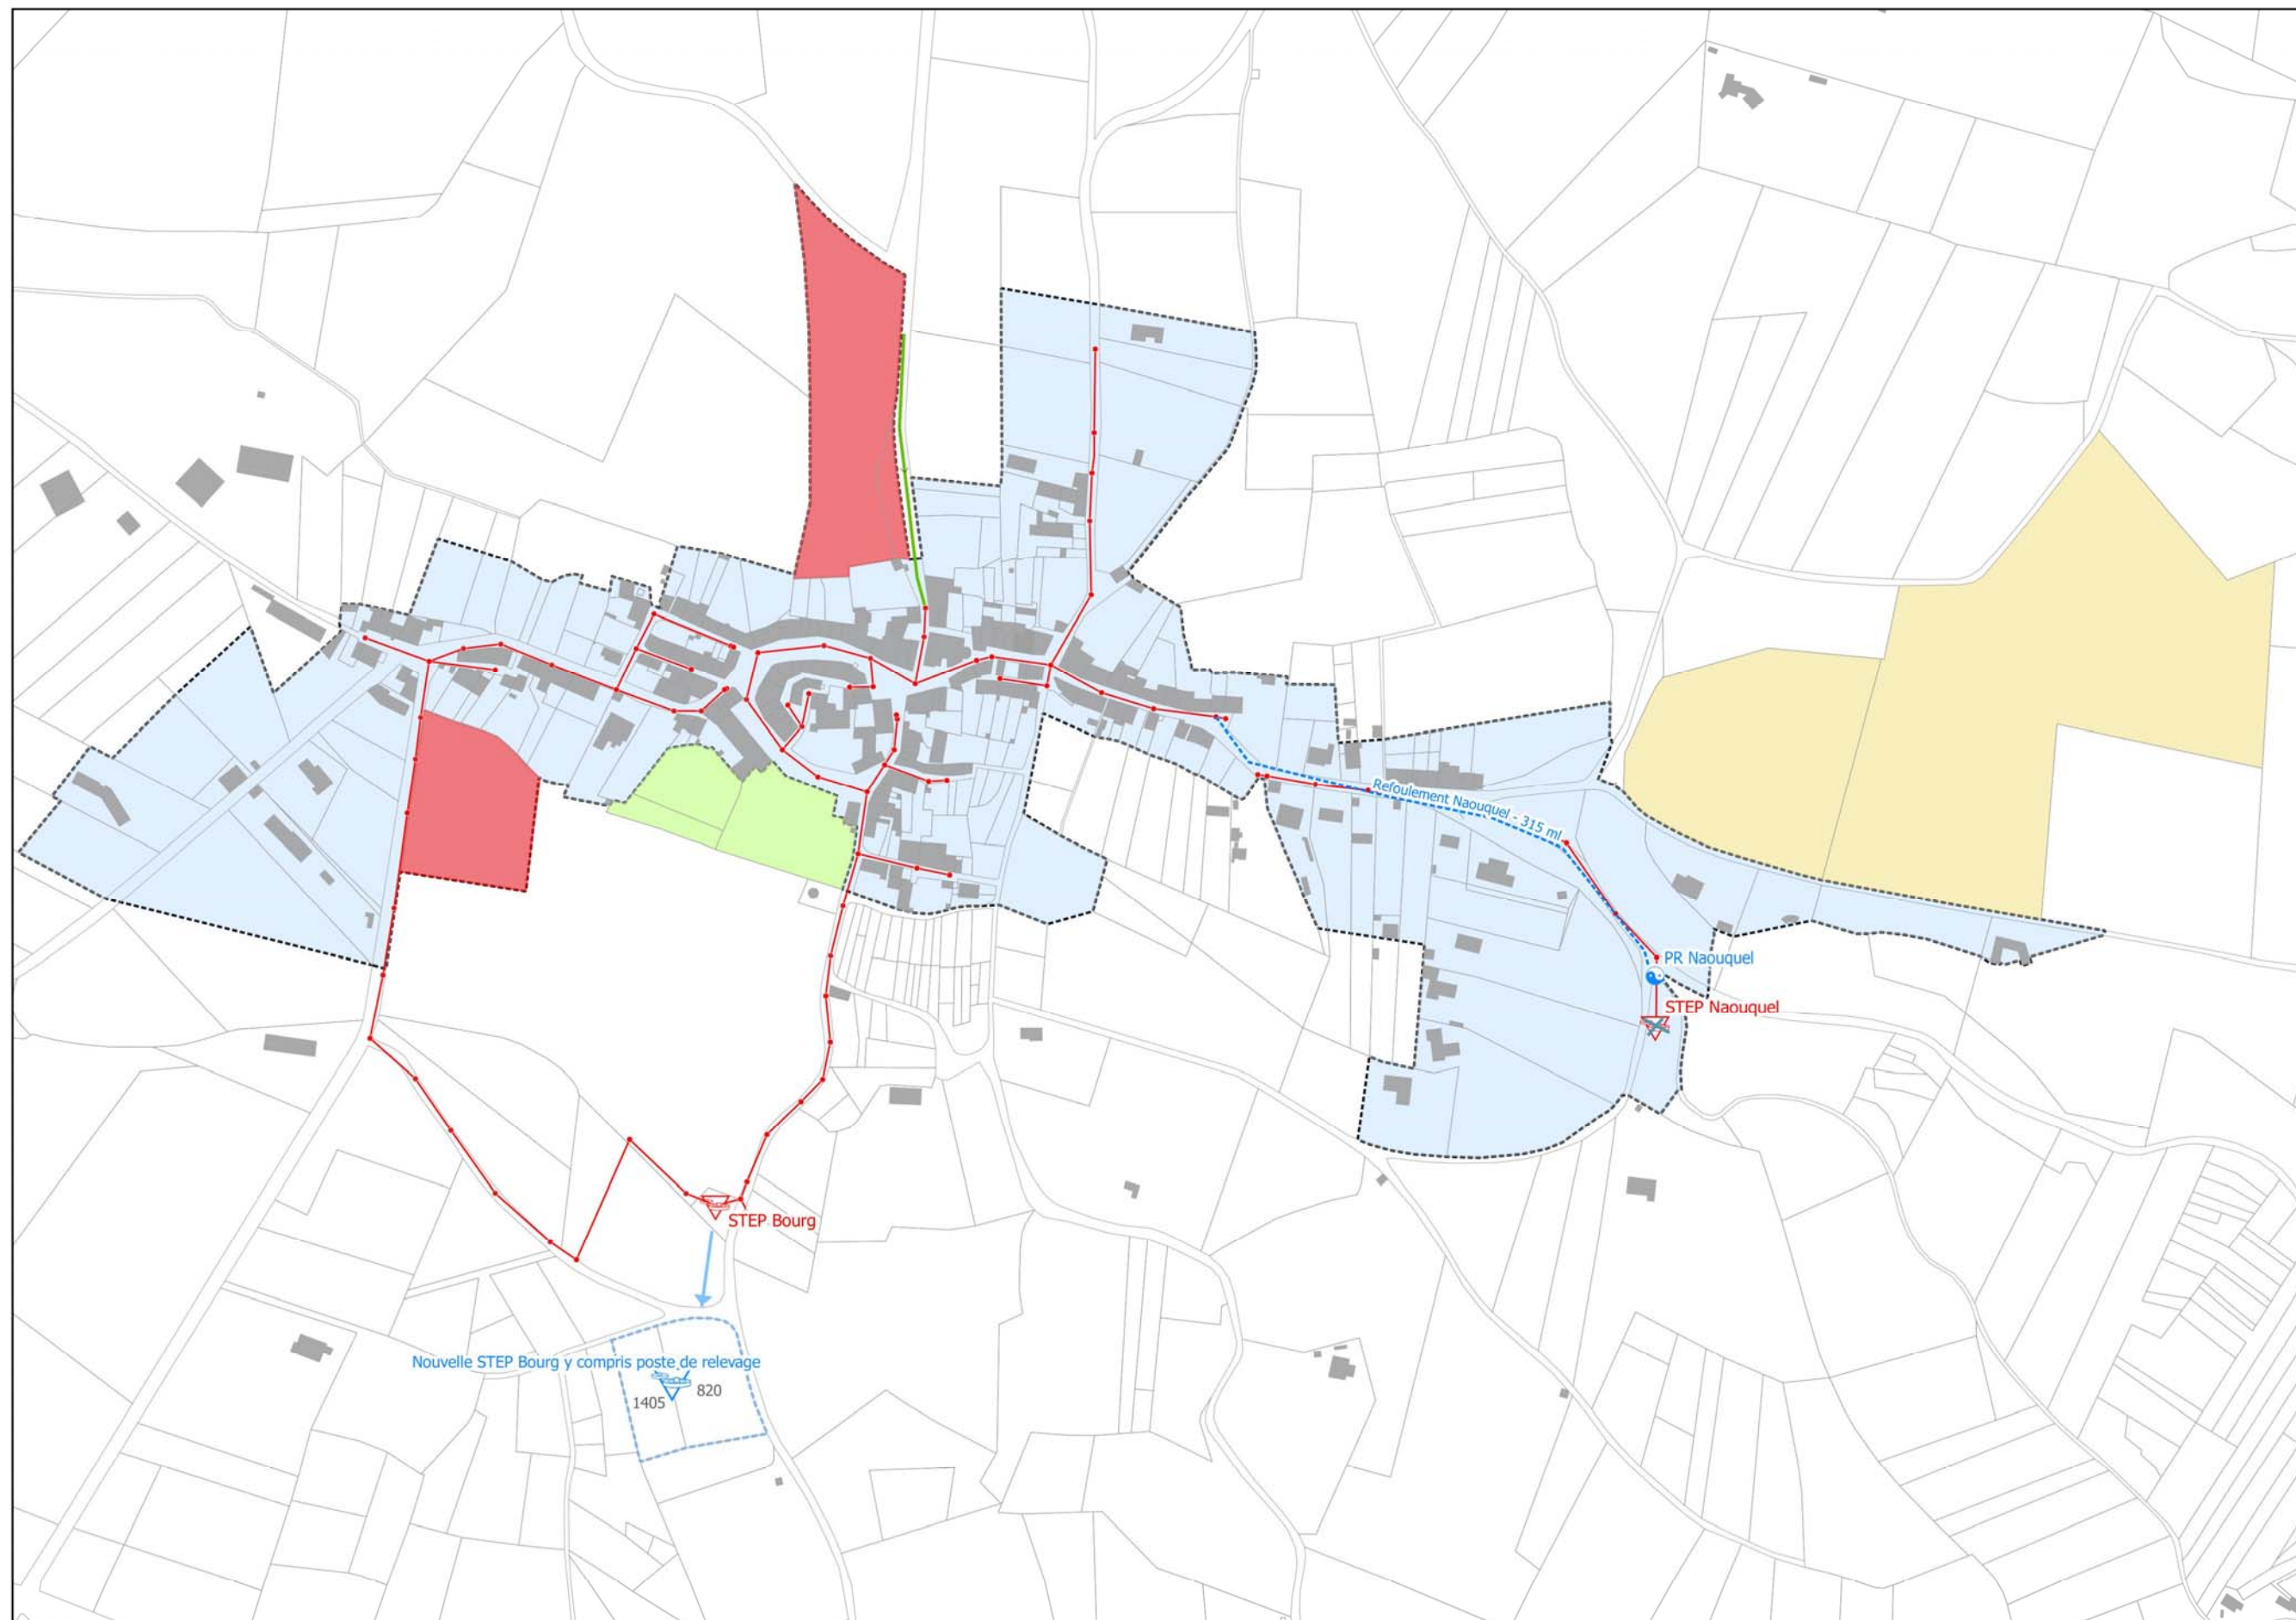 Refoulement Naouquel - 315 ml
PR Naouquel
STEP Naouquel
STEP Bourg
Nouvelle STEP Bourg y compris poste de relevage
820
1405